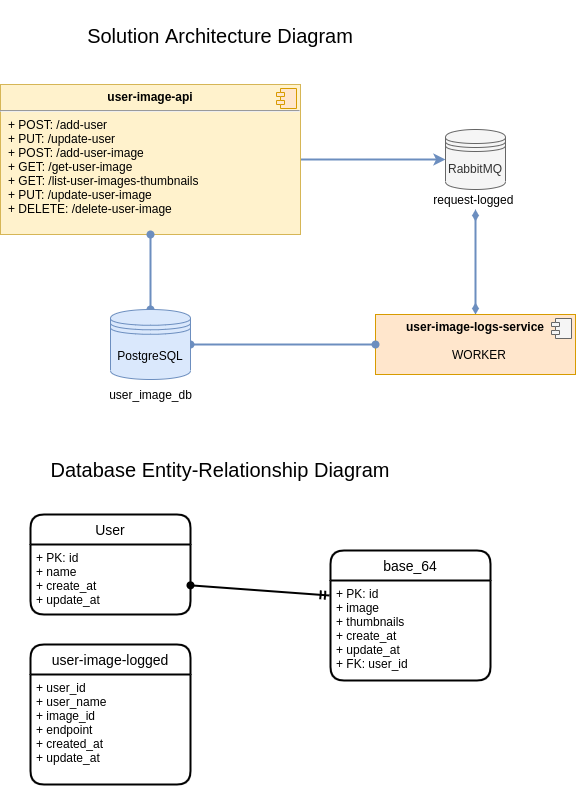 Solution Architecture Diagram
user-image-api
+ POST: /add-user
+ PUT: /update-user
+ POST: /add-user-image
+ GET: /get-user-image
+ GET: /list-user-images-thumbnails
+ PUT: /update-user-image
+ DELETE: /delete-user-image
RabbitMQ
request-logged
user-image-logs-service
WORKER
PostgreSQL
user_image_db
Database Entity-Relationship Diagram
User
+ PK: id
+ name
+ create_at
+ update_at
base_64
+ PK: id
+ image
+ thumbnails
+ create_at
+ update_at
+ FK: user_id
user-image-logged
+ user_id
+ user_name
+ image_id
+ endpoint
+ created_at
+ update_at